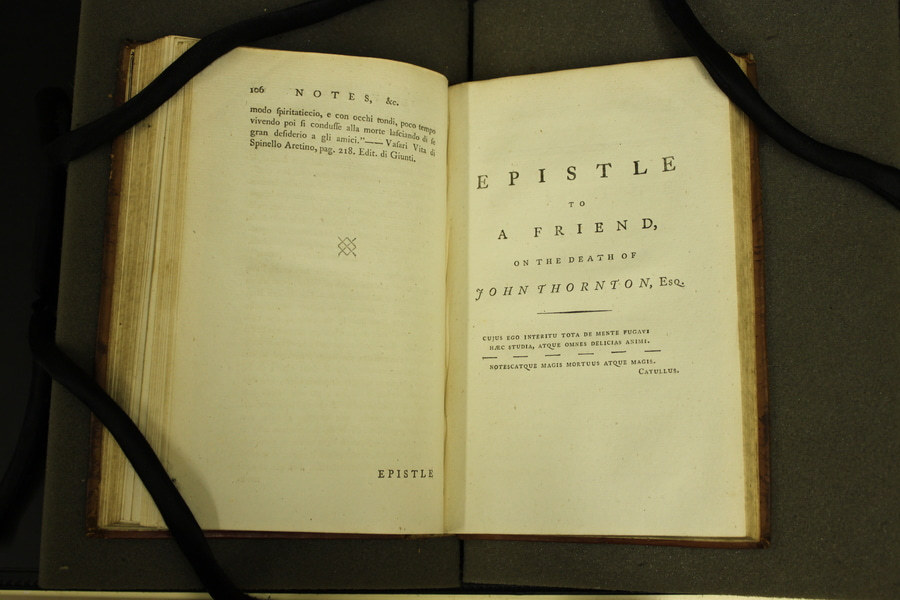 106 NOTES, &c.
modo ſpiritaticcio, e con occhi tondi, poco tempo
vivendo poi ſi conduſſe alla morte laſciando di ſe
gran deſiderio a gli amici."—— Vaſari Vita di
Spinello Aretino, pag. 218. Edit. di Giunti.
EPISTLE
EPISTLE
TO
A FRIEND,
ON THE DEATH OF
JOHN THORNTON, Esq.
CUJUS EGO INTERITU TOTA DE MENTE FUGAVI
HÆC STUDIA, ATQUE OMNES DELICIAS ANIMI.
— — — — — —
NOTESCATQUE MAGIS MORTUUS ATQUE MAGIS.
CATULLUS.